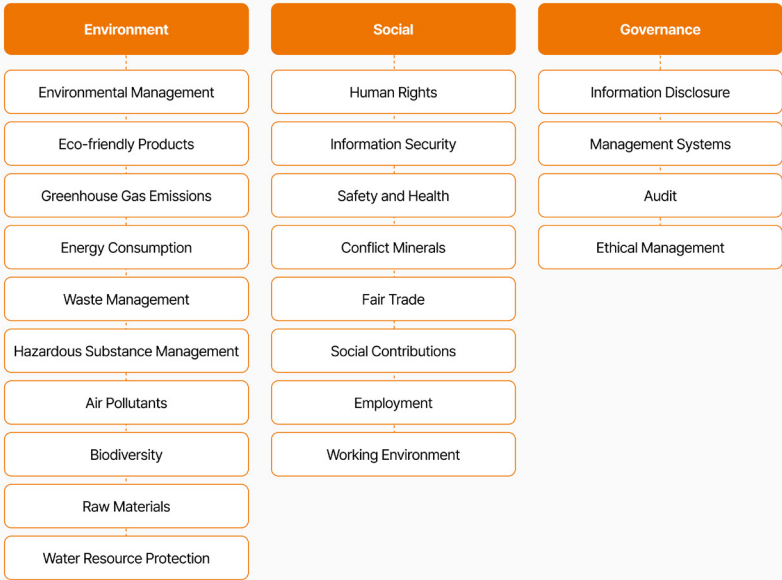 Environment
Environmental Management
Eco-friendly Products
Greenhouse Gas Emissions
Energy Consumption
Waste Management
Hazardous Substance Management
Air Pollutants
Biodiversity
Raw Materials
Water Resource Protection
Social
Human Rights
Information Security
Safety and Health
Conflict Minerals
Fair Trade
Social Contributions
Employment
Working Environment
Governance
Information Disclosure
Management Systems
Audit
Ethical Management